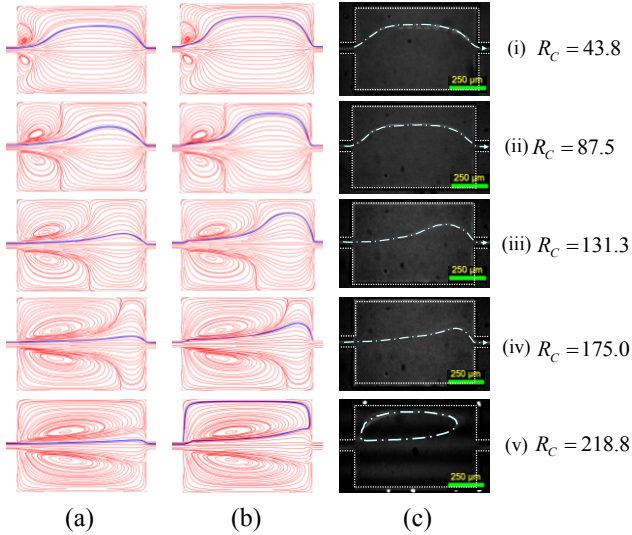 250 μm
(i) R_C = 43.8
250 μm
(ii) R_C = 87.5
250 μm
(iii) R_C = 131.3
250 μm
(iv) R_C = 175.0
250 μm
(v) R_C = 218.8
(a) (b) (c)